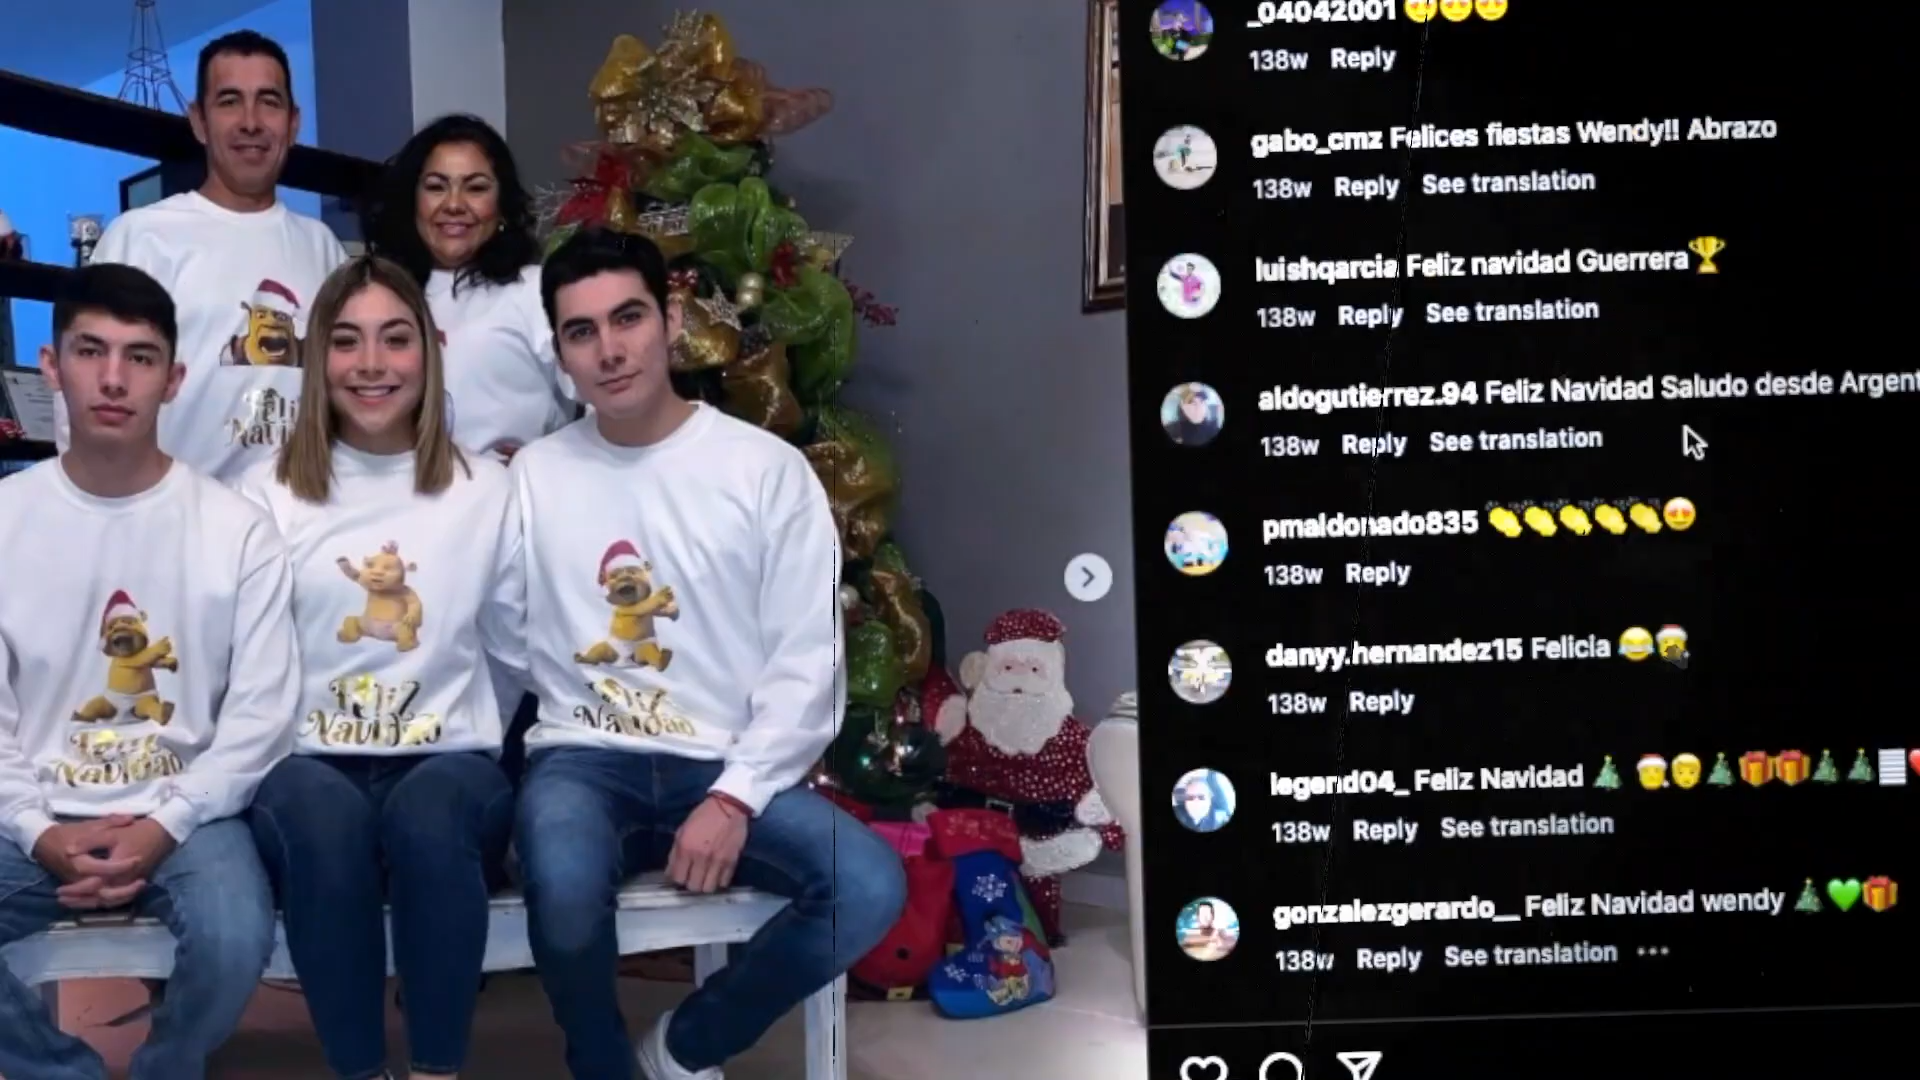 _04042001 😍😍😍
138w Reply
gabo_cmz Felices fiestas Wendy!! Abrazo
138w Reply See translation
luishqarcia Feliz navidad Guerrera🏆
138w Reply See translation
aldogutierrez.94 Feliz Navidad Saludo desde Argent
138w Reply See translation
pmaldonado835 👏👏👏👏👏😍
138w Reply
danyy.hernandez15 Felicia 😂
138w Reply
legend04_ Feliz Navidad 🎄
138w Reply See translation
gonzalezgerardo__ Feliz Navidad wendy 🎄💚🎁
138w Reply See translation ...
Feliz
Navidad
Navidad
Navidad